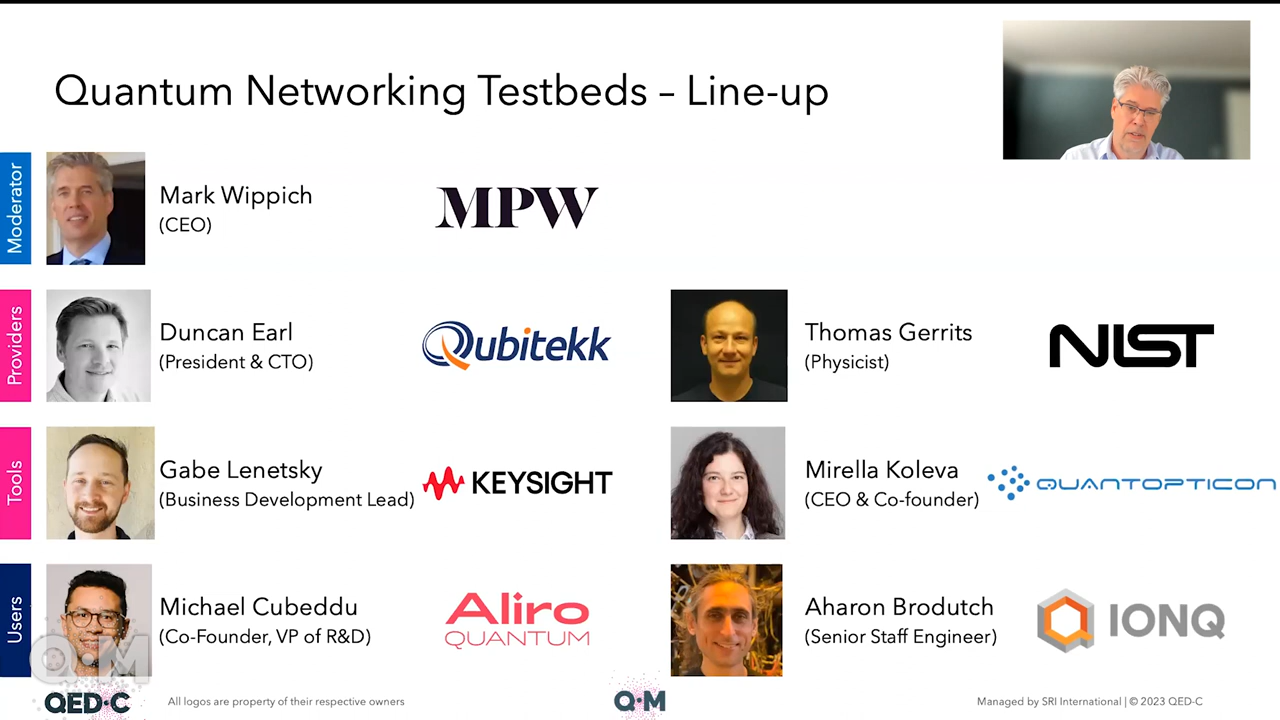 Quantum Networking Testbeds – Line-up
Moderator
Mark Wippich
(CEO)
MPW
Providers
Duncan Earl
(President & CTO)
Qubitekk
Thomas Gerrits
(Physicist)
NIST
Tools
Gabe Lenetsky
(Business Development Lead)
KEYSIGHT
Mirella Koleva
(CEO & Co-founder)
QUANTOPTICON
Users
Michael Cubeddu
(Co-Founder, VP of R&D)
Aliro
QUANTUM
Aharon Brodutch
(Senior Staff Engineer)
IONQ
Q·M
QED·C
All logos are property of their respective owners
Q·M
Managed by SRI International | © 2023 QED-C